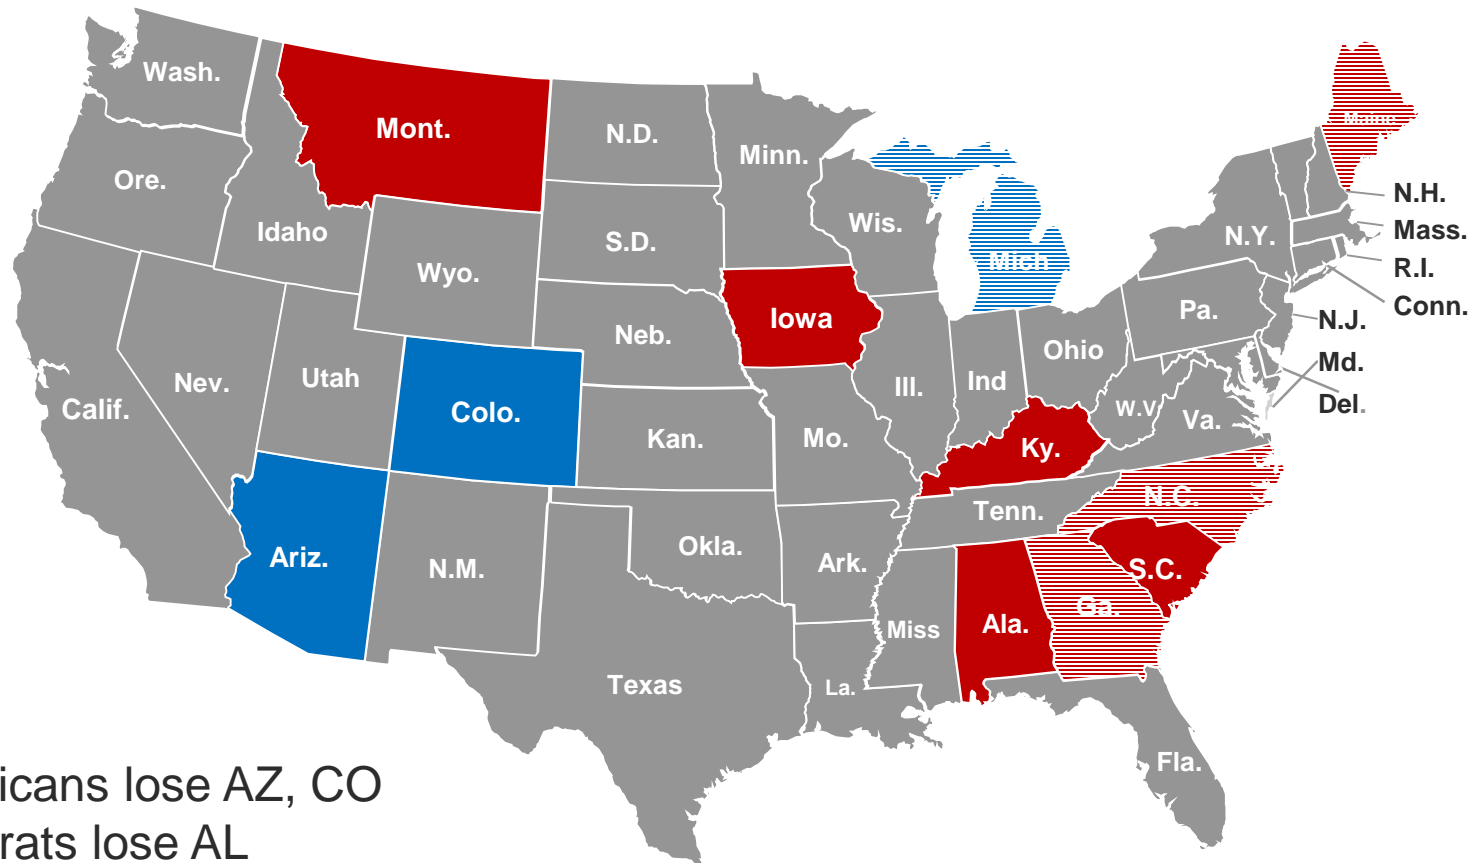 Wash.
Mont.
N.D.
Minn.
Maine
Ore.
Idaho
S.D.
Wis.
Mich
N.Y.
N.H.
Mass.
R.I.
Conn.
Wyo.
Iowa
Pa.
N.J.
Neb.
Ohio
Md.
Nev.
Utah
Ill.
Ind
Del.
Calif.
Colo.
Kan.
Mo.
W.V
Va.
Ky.
N.C.
Tenn.
Ariz.
N.M.
Okla.
Ark.
S.C.
Ga.
Miss
Ala.
Texas
La.
Fla.
icans lose AZ, CO
rats lose AL